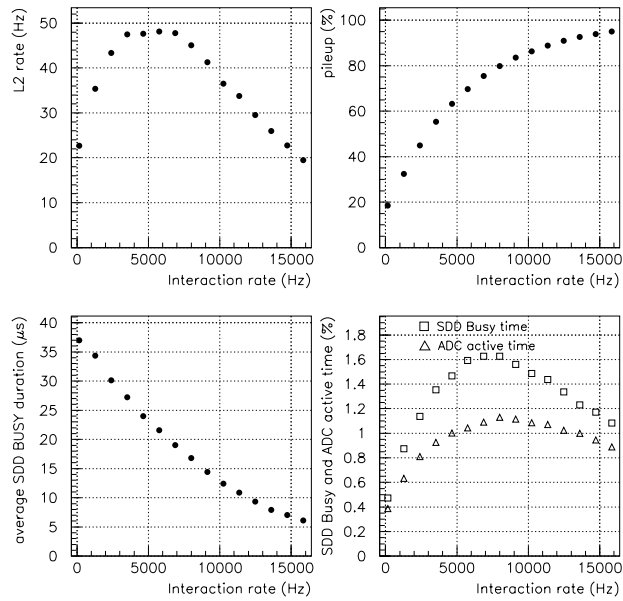 L2 rate (Hz)
50
40
30
20
10
0
0 5000 10000 15000
Interaction rate (Hz)
pileup (%)
100
80
60
40
20
0
0 5000 10000 15000
Interaction rate (Hz)
average SDD BUSY duration (μs)
40
35
30
25
20
15
10
5
0
0 5000 10000 15000
Interaction rate (Hz)
SDD Busy and ADC active time (%)
SDD Busy time
ADC active time
1.8
1.6
1.4
1.2
1
0.8
0.6
0.4
0.2
0
0 5000 10000 15000
Interaction rate (Hz)